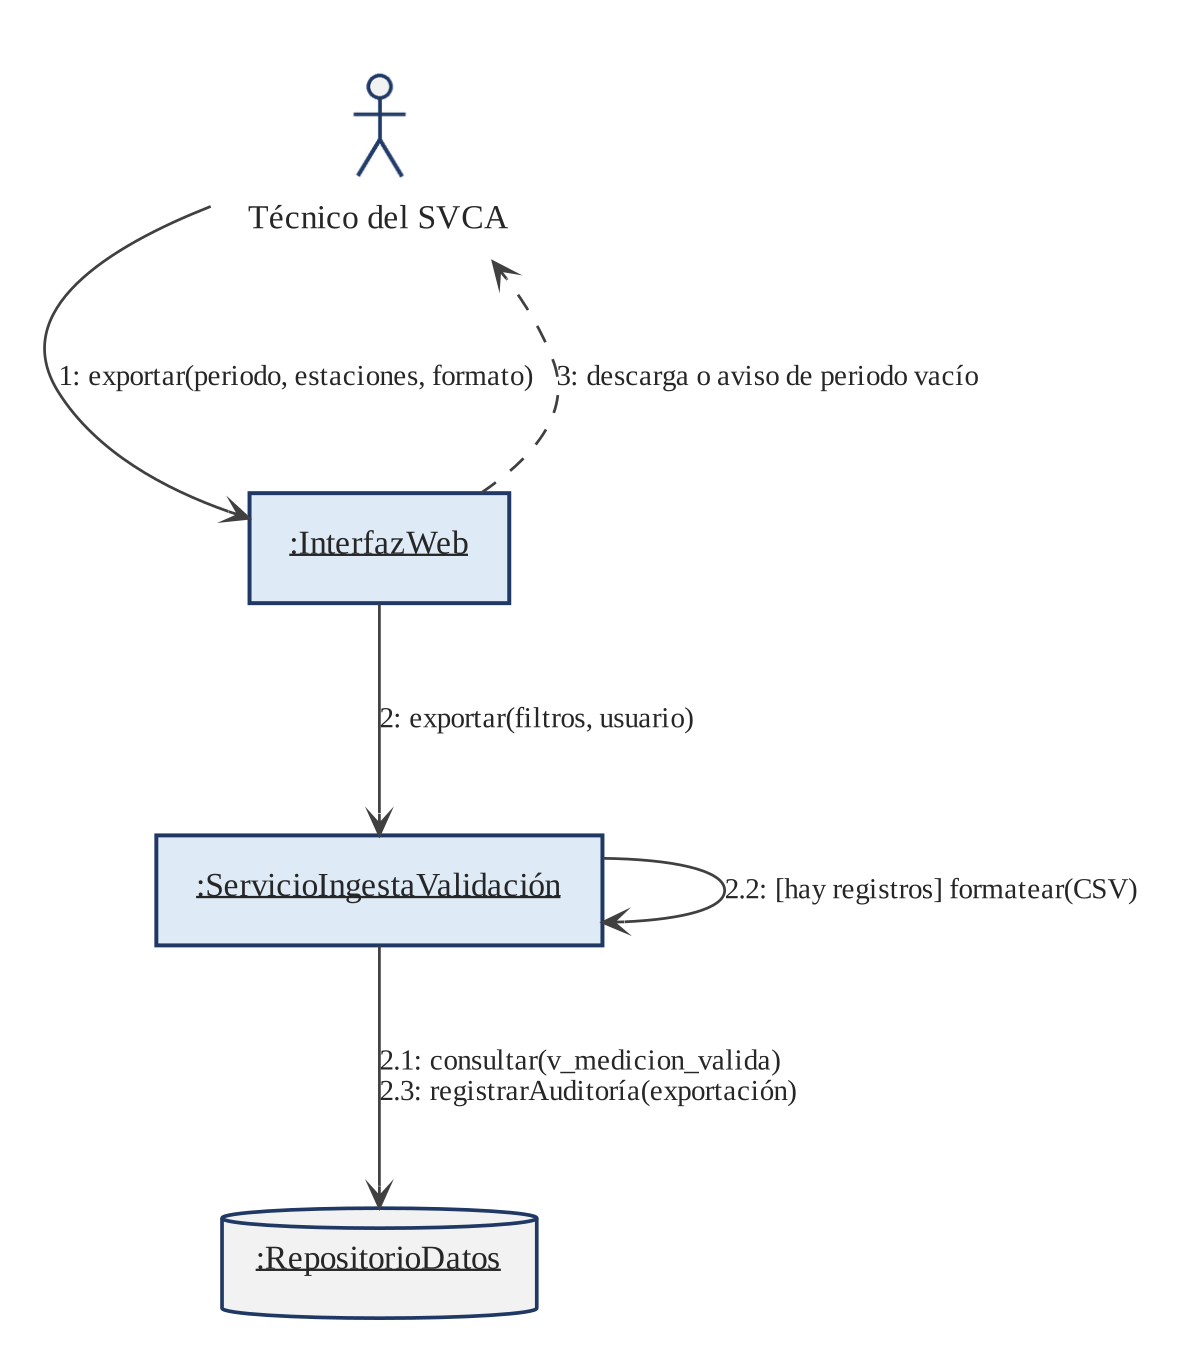 Técnico del SVCA
1: exportar(periodo, estaciones, formato)
3: descarga o aviso de periodo vacío
:InterfazWeb
2: exportar(filtros, usuario)
:ServicioIngestaValidación
2.2: [hay registros] formatear(CSV)
2.1: consultar(v_medicion_valida)
2.3: registrarAuditoría(exportación)
:RepositorioDatos